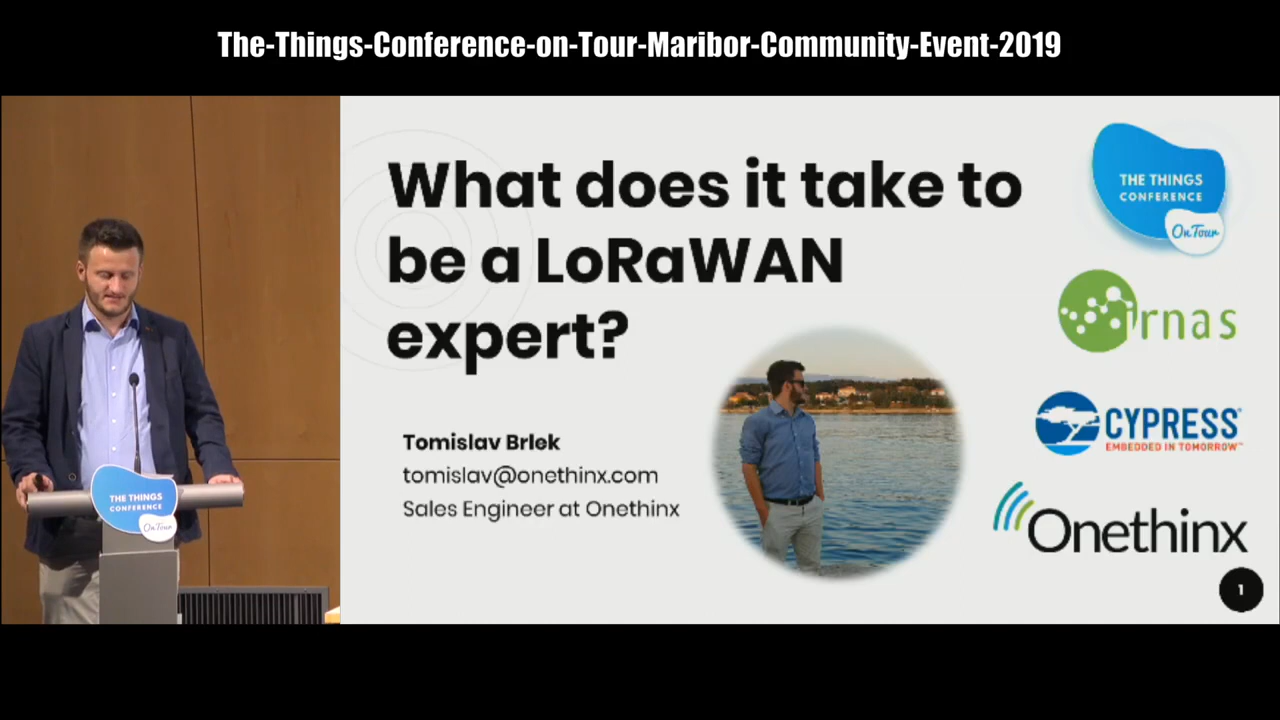 The-Things-Conference-on-Tour-Maribor-Community-Event-2019
What does it take to
be a LoRaWAN
expert?
Tomislav Brlek
tomislav@onethinx.com
Sales Engineer at Onethinx
THE THINGS
CONFERENCE
On Tour
irnas
CYPRESS
EMBEDDED IN TOMORROW™
Onethinx
1
THE THINGS
CONFERENCE
On Tour